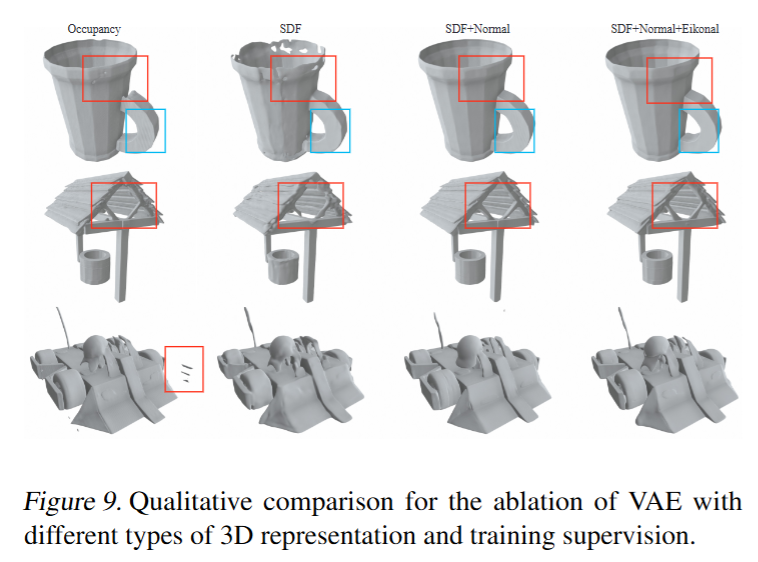 Occupancy SDF SDF+Normal SDF+Normal+Eikonal
Figure 9. Qualitative comparison for the ablation of VAE with
different types of 3D representation and training supervision.